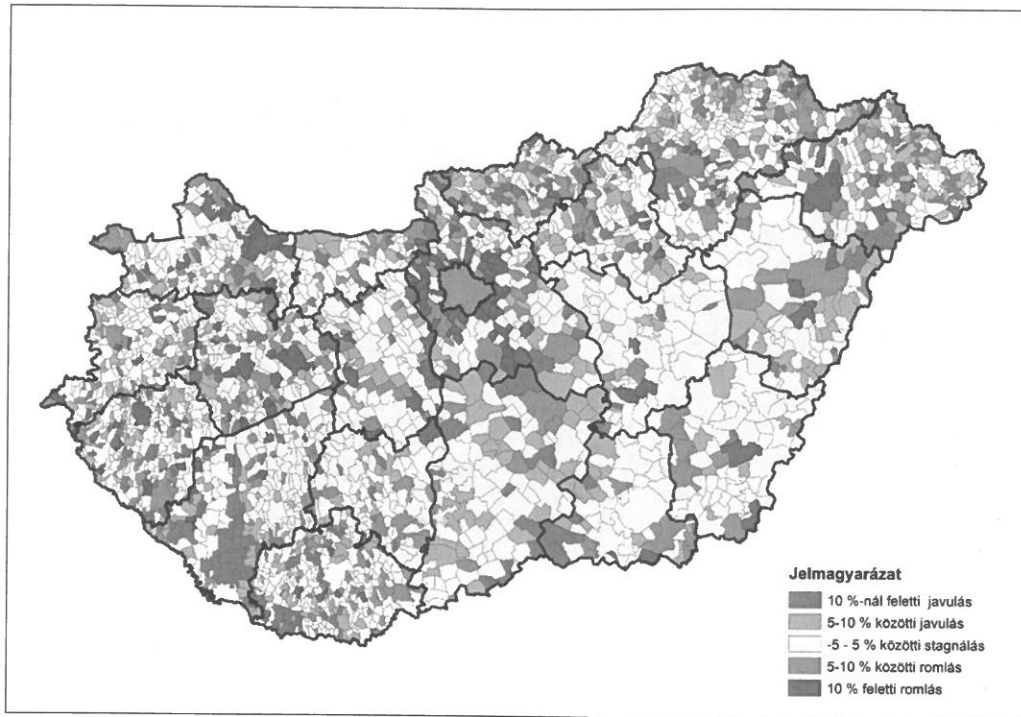 Jelmagyarázat
10 %-nál feletti javulás
5-10 % közötti javulás
-5 - 5 % közötti stagnálás
5-10 % közötti romlás
10 % feletti romlás